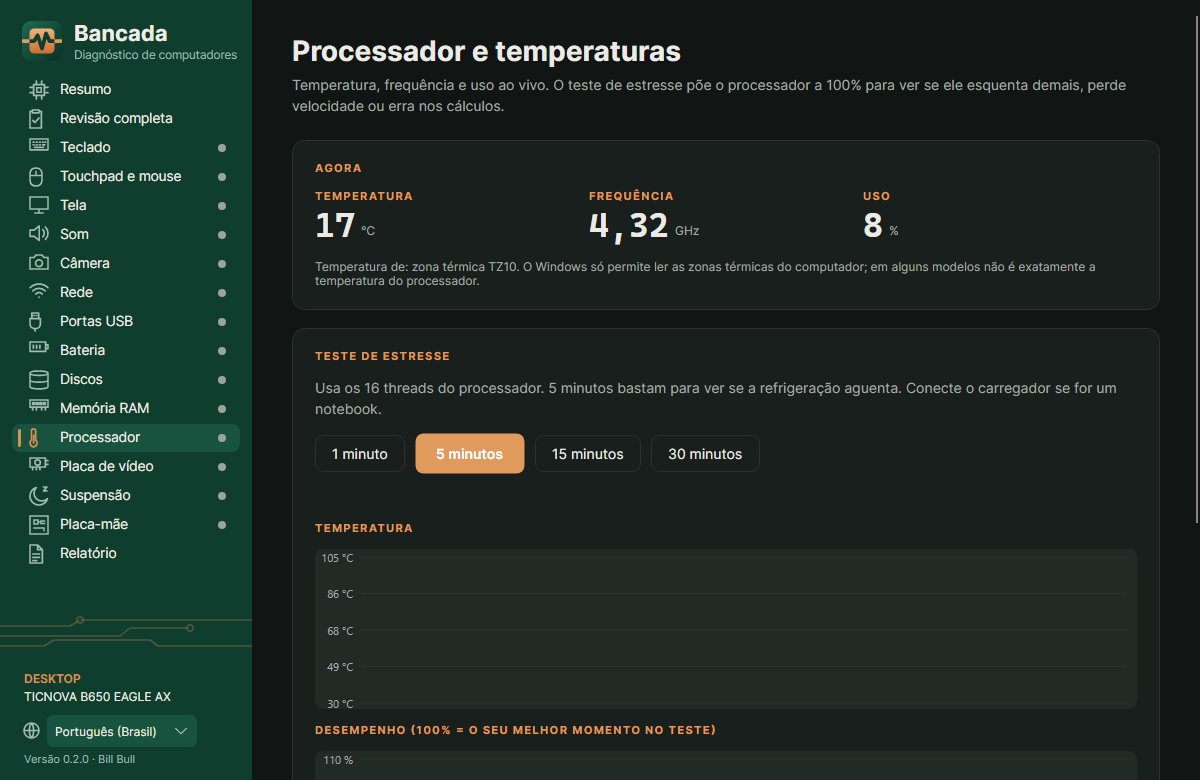 Bancada
Diagnóstico de computadores
Resumo
Revisão completa
Teclado
Touchpad e mouse
Tela
Som
Câmera
Rede
Portas USB
Bateria
Discos
Memória RAM
Processador
Placa de vídeo
Suspensão
Placa-mãe
Relatório
DESKTOP
TICNOVA B650 EAGLE AX
Português (Brasil)
Versão 0.2.0 · Bill Bull
Processador e temperaturas
Temperatura, frequência e uso ao vivo. O teste de estresse põe o processador a 100% para ver se ele esquenta demais, perde
velocidade ou erra nos cálculos.
AGORA
TEMPERATURA
17 °C
FREQUÊNCIA
4,32 GHz
USO
8 %
Temperatura de: zona térmica TZ10. O Windows só permite ler as zonas térmicas do computador; em alguns modelos não é exatamente a
temperatura do processador.
TESTE DE ESTRESSE
Usa os 16 threads do processador. 5 minutos bastam para ver se a refrigeração aguenta. Conecte o carregador se for um
notebook.
1 minuto
5 minutos
15 minutos
30 minutos
TEMPERATURA
105 °C
86 °C
68 °C
49 °C
30 °C
DESEMPENHO (100% = O SEU MELHOR MOMENTO NO TESTE)
110 %